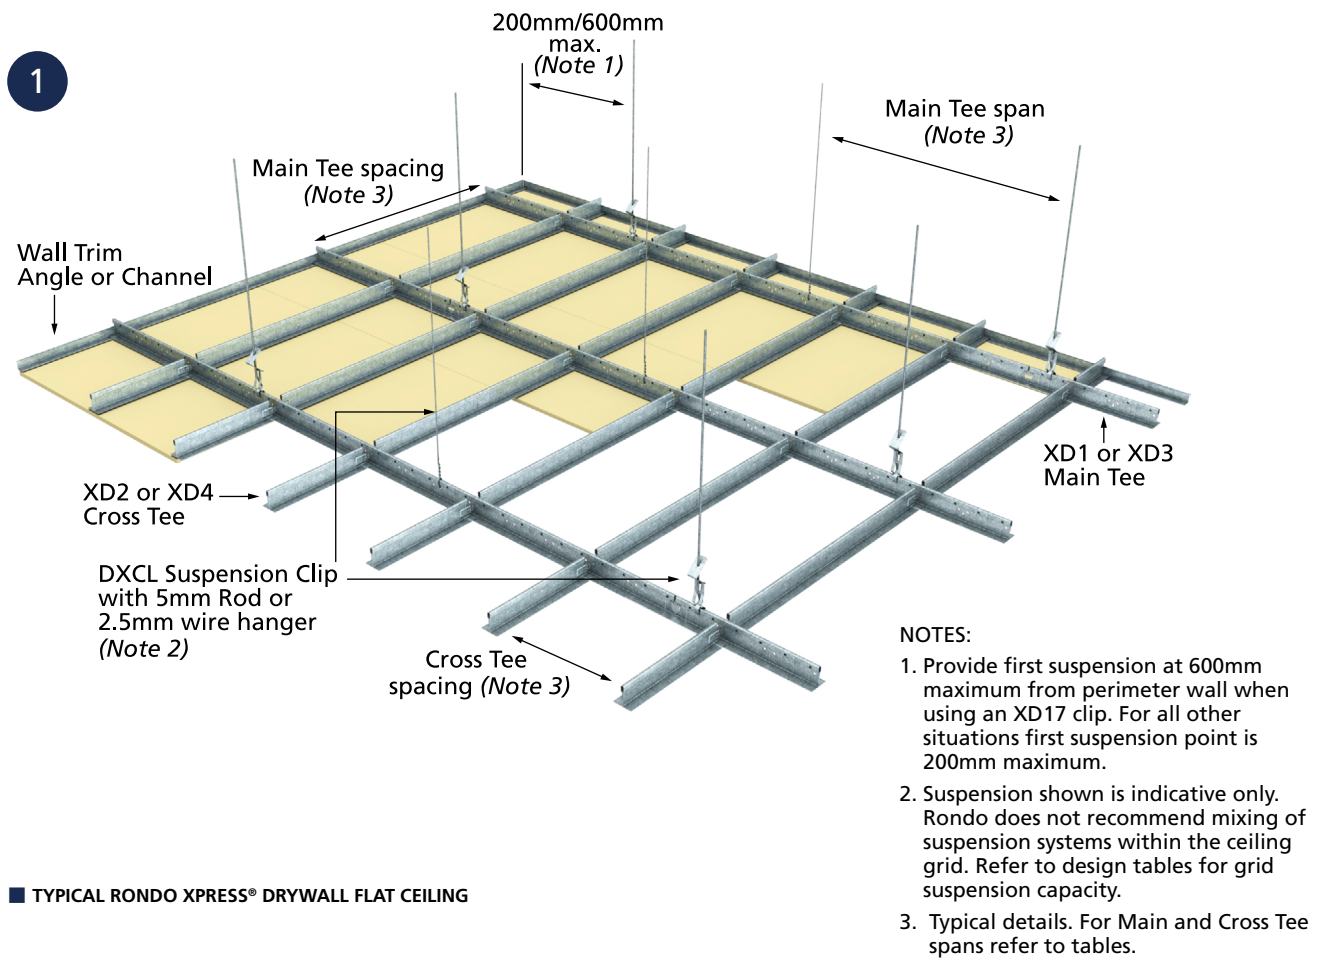 1
200mm/600mm
max.
(Note 1)
Main Tee span
(Note 3)
Main Tee spacing
(Note 3)
Wall Trim
Angle or Channel
XD1 or XD3
Main Tee
XD2 or XD4
Cross Tee
DXCL Suspension Clip
with 5mm Rod or
2.5mm wire hanger
(Note 2)
Cross Tee
spacing (Note 3)
NOTES:
1. Provide first suspension at 600mm
maximum from perimeter wall when
using an XD17 clip. For all other
situations first suspension point is
200mm maximum.
2. Suspension shown is indicative only.
Rondo does not recommend mixing of
suspension systems within the ceiling
grid. Refer to design tables for grid
suspension capacity.
3. Typical details. For Main and Cross Tee
spans refer to tables.
TYPICAL RONDO XPRESS® DRYWALL FLAT CEILING